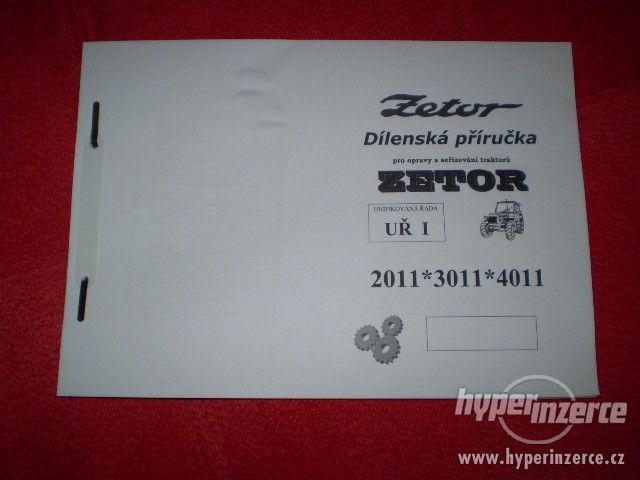 Zetor
Dílenská příručka
pro opravy a seřizování traktorů
ZETOR
UNIFIKOVANÁ ŘADA
UŘ I
2011*3011*4011
hyperinzerce
www.hyperinzerce.cz